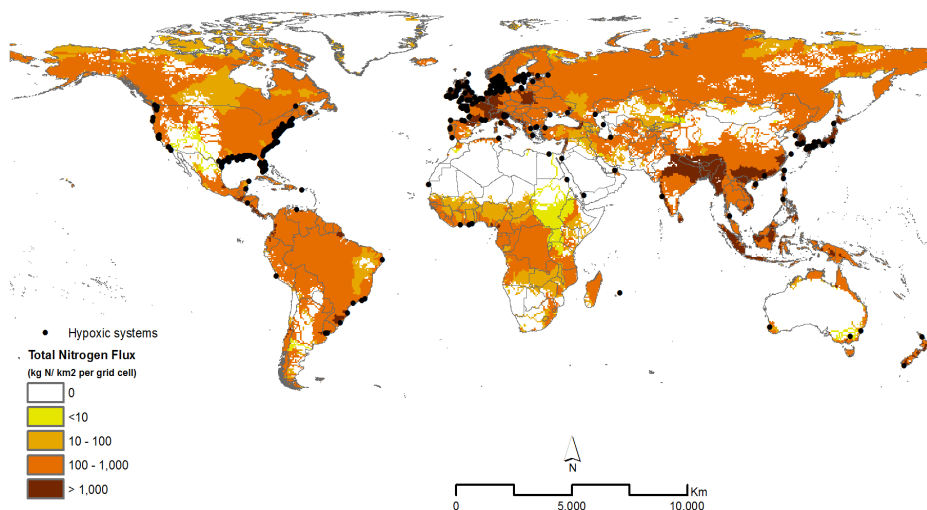 Hypoxic systems
Total Nitrogen Flux
(kg N/ km2 per grid cell)
0
<10
10 - 100
100 - 1,000
> 1,000
N
Km
0 5.000 10.000